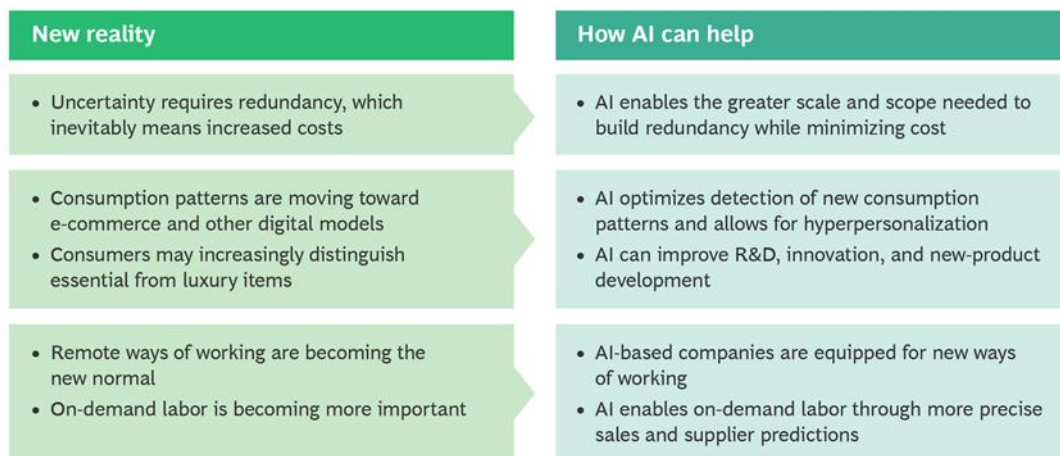 New reality
How AI can help
• Uncertainty requires redundancy, which
inevitably means increased costs
• AI enables the greater scale and scope needed to
build redundancy while minimizing cost
• Consumption patterns are moving toward
e-commerce and other digital models
• Consumers may increasingly distinguish
essential from luxury items
• AI optimizes detection of new consumption
patterns and allows for hyperpersonalization
• AI can improve R&D, innovation, and new-product
development
• Remote ways of working are becoming the
new normal
• On-demand labor is becoming more important
• AI-based companies are equipped for new ways
of working
• AI enables on-demand labor through more precise
sales and supplier predictions